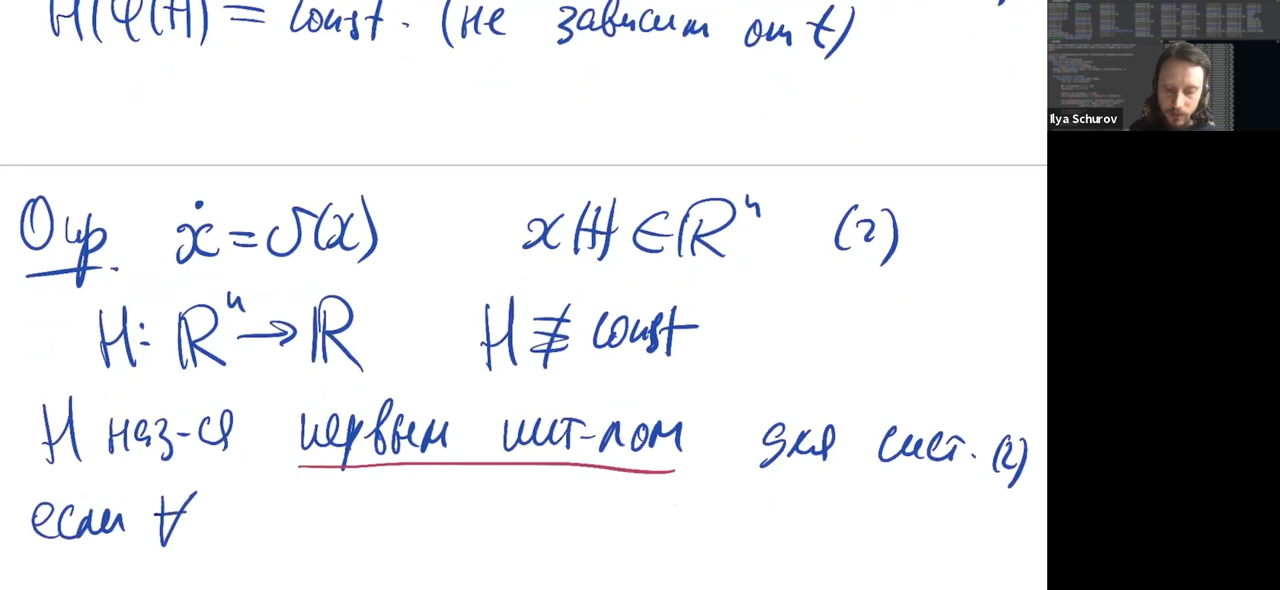 H(φ(t)) = const. (не зависит от t)
Ilya Schurov
Опр. ẋ = v(x) x(t) ∈ ℝⁿ (2)
H: ℝⁿ → ℝ H ≢ const
H наз-ся первым инт-лом для сист. (2)
если ∀